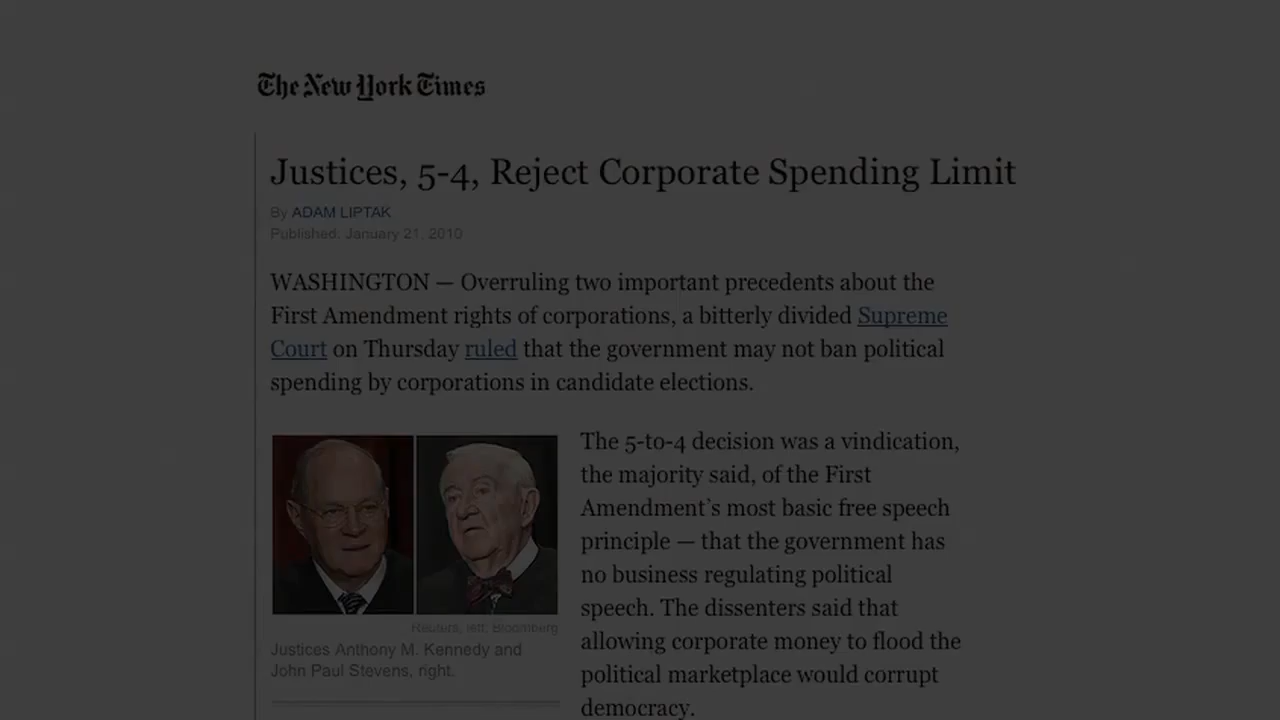 The New York Times
Justices, 5-4, Reject Corporate Spending Limit
By ADAM LIPTAK
Published: January 21, 2010
WASHINGTON — Overruling two important precedents about the
First Amendment rights of corporations, a bitterly divided Supreme
Court on Thursday ruled that the government may not ban political
spending by corporations in candidate elections.
The 5-to-4 decision was a vindication,
the majority said, of the First
Amendment’s most basic free speech
principle — that the government has
no business regulating political
speech. The dissenters said that
allowing corporate money to flood the
political marketplace would corrupt
democracy.
Reuters, left; Bloomberg
Justices Anthony M. Kennedy and
John Paul Stevens, right.